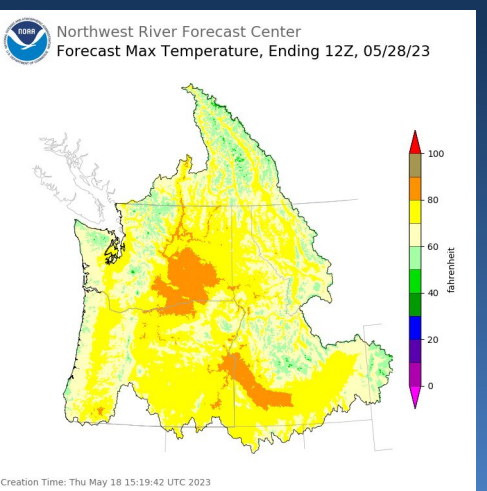 NOAA
Northwest River Forecast Center
Forecast Max Temperature, Ending 12Z, 05/28/23
100
80
60
40
20
0
fahrenheit
Creation Time: Thu May 18 15:19:42 UTC 2023